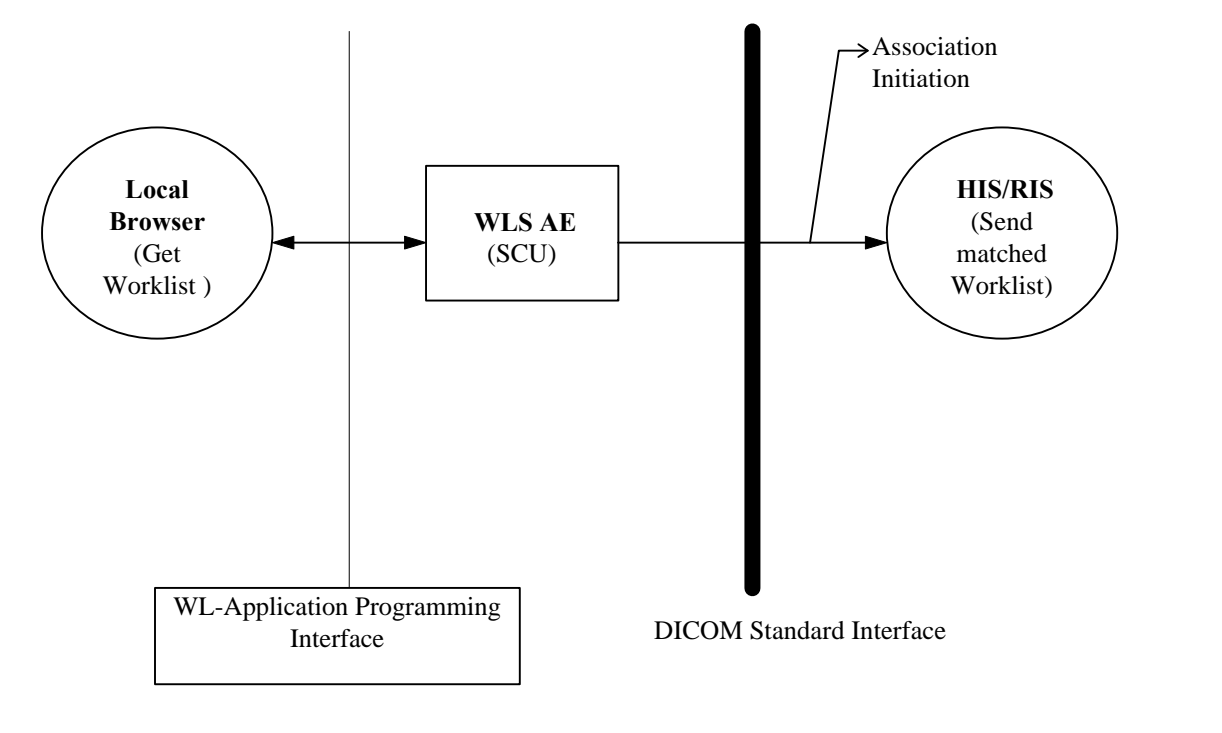 Association
Initiation
Local
Browser
(Get
Worklist )
WLS AE
(SCU)
HIS/RIS
(Send
matched
Worklist)
WL-Application Programming
Interface
DICOM Standard Interface